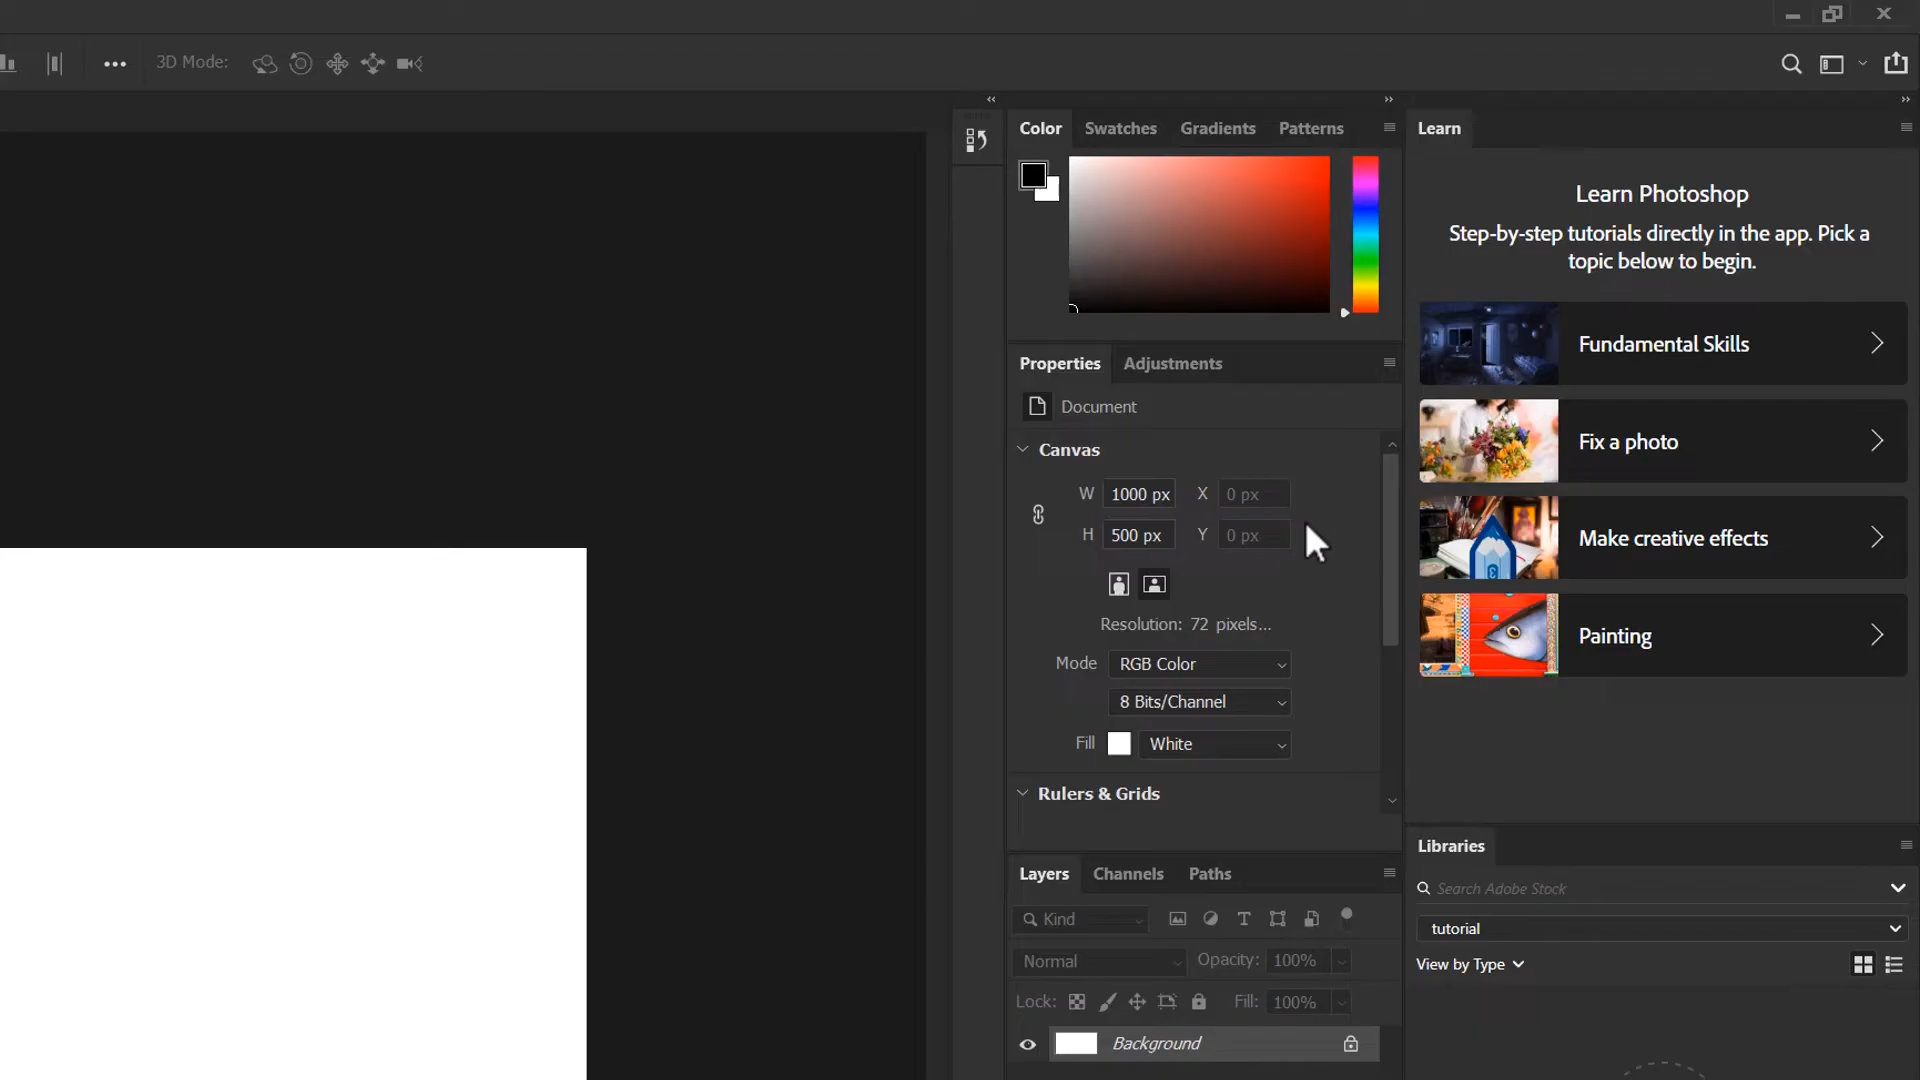 3D Mode:
Color
Swatches
Gradients
Patterns
Learn
Learn Photoshop
Step-by-step tutorials directly in the app. Pick a
topic below to begin.
Fundamental Skills
Fix a photo
Make creative effects
Painting
Properties
Adjustments
Document
Canvas
W 1000 px X 0 px
H 500 px Y 0 px
Resolution: 72 pixels...
Mode RGB Color
8 Bits/Channel
Fill White
Rulers & Grids
Layers
Channels
Paths
Kind
Normal
Opacity: 100%
Lock:
Fill: 100%
Background
Libraries
Search Adobe Stock
tutorial
View by Type